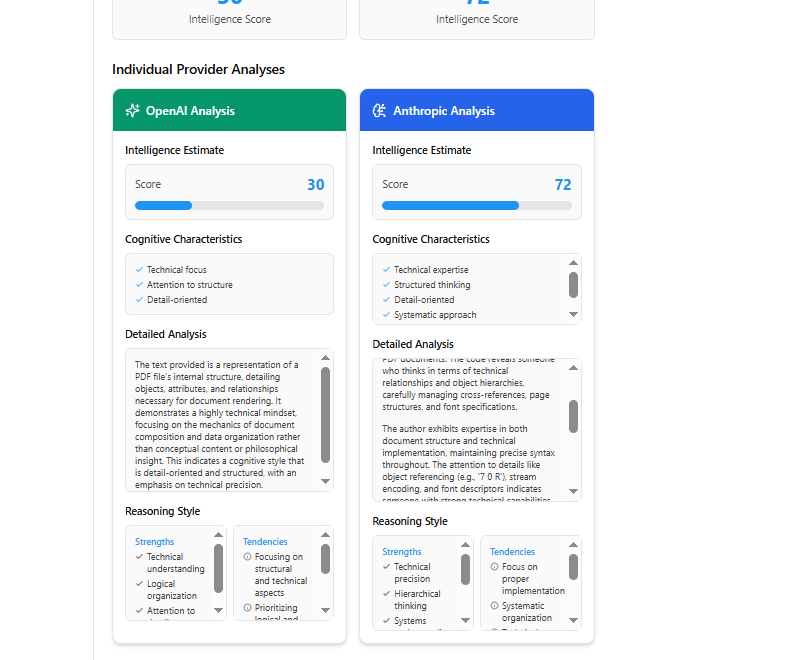 Intelligence Score
72
Intelligence Score
Individual Provider Analyses
OpenAI Analysis
Intelligence Estimate
Score
30
Cognitive Characteristics
Technical focus
Attention to structure
Detail-oriented
Detailed Analysis
The text provided is a representation of a
PDF file's internal structure, detailing
objects, attributes, and relationships
necessary for document rendering. It
demonstrates a highly technical mindset,
focusing on the mechanics of document
composition and data organization rather
than conceptual content or philosophical
insight. This indicates a cognitive style that
is detail-oriented and structured, with an
emphasis on technical precision.
Reasoning Style
Strengths
Technical
understanding
Logical
organization
Attention to
Tendencies
Focusing on
structural
and technical
aspects
Prioritizing
logical and
Anthropic Analysis
Intelligence Estimate
Score
72
Cognitive Characteristics
Technical expertise
Structured thinking
Detail-oriented
Systematic approach
Detailed Analysis
PDF documents. The code reveals someone
who thinks in terms of technical
relationships and object hierarchies,
carefully managing cross-references, page
structures, and font specifications.
The author exhibits expertise in both
document structure and technical
implementation, maintaining precise syntax
throughout. The attention to details like
object referencing (e.g., '7 0 R'), stream
encoding, and font descriptors indicates
someone with strong technical capabilities
Reasoning Style
Strengths
Technical
precision
Hierarchical
thinking
Systems
Tendencies
Focus on
proper
implementation
Systematic
organization